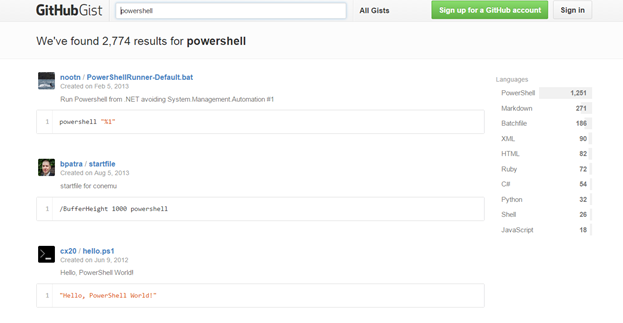 GitHub Gist
powershell
All Gists
Sign up for a GitHub account
Sign in
We've found 2,774 results for powershell
nootn / PowerShellRunner-Default.bat
Created on Feb 5, 2013
Run Powershell from .NET avoiding System.Management.Automation #1
1 powershell "%1"
bpatra / startfile
Created on Aug 5, 2013
startfile for conemu
1 /BufferHeight 1000 powershell
cx20 / hello.ps1
Created on Jun 9, 2012
Hello, PowerShell World!
1 "Hello, PowerShell World!"
Languages
PowerShell 1,251
Markdown 271
Batchfile 186
XML 90
HTML 82
Ruby 72
C# 54
Python 32
Shell 26
JavaScript 18